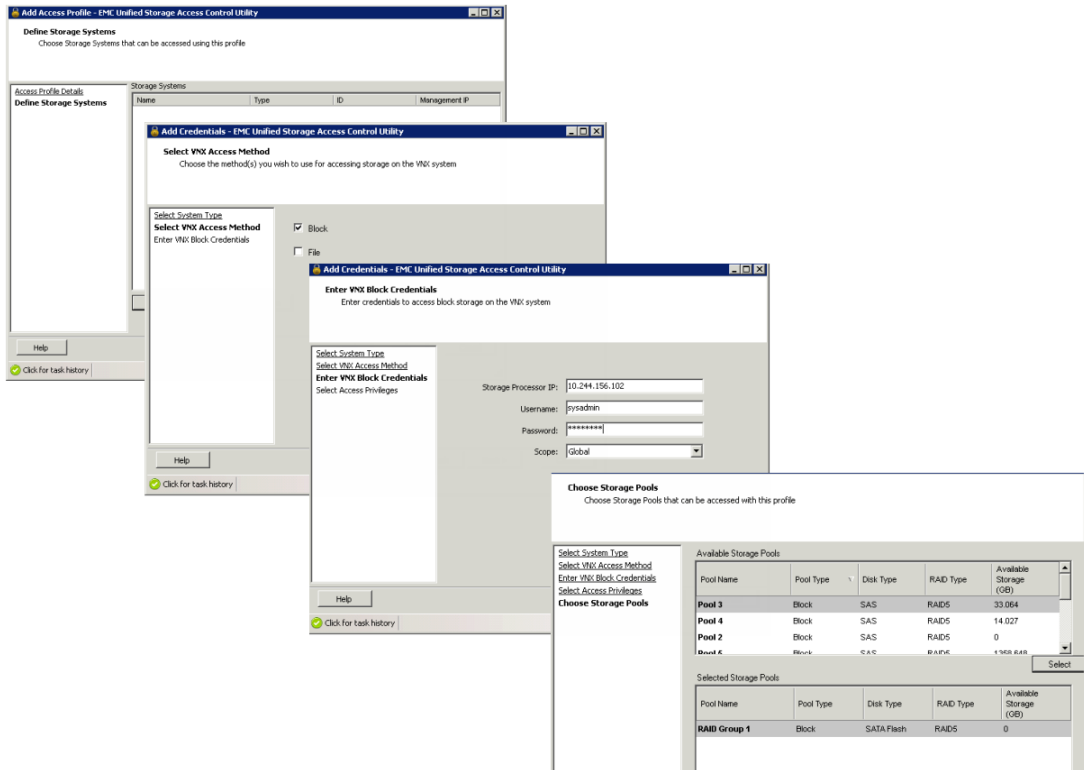 Add Access Profile - EMC Unified Storage Access Control Utility
Define Storage Systems
Choose Storage Systems that can be accessed using this profile
Access Profile Details
Define Storage Systems
Storage Systems
Name Type ID Management IP
Help
Click for task history
Add Credentials - EMC Unified Storage Access Control Utility
Select VNX Access Method
Choose the method(s) you wish to use for accessing storage on the VNX system
Select System Type
Select VNX Access Method
Enter VNX Block Credentials
Block
File
Help
Click for task history
Add Credentials - EMC Unified Storage Access Control Utility
Enter VNX Block Credentials
Enter credentials to access block storage on the VNX system
Select System Type
Select VNX Access Method
Enter VNX Block Credentials
Select Access Privileges
Storage Processor IP: 10.244.156.102
Username: sysadmin
Password: ********
Scope: Global
Help
Click for task history
Choose Storage Pools
Choose Storage Pools that can be accessed with this profile
Select System Type
Select VNX Access Method
Enter VNX Block Credentials
Select Access Privileges
Choose Storage Pools
Available Storage Pools
Pool Name Pool Type Disk Type RAID Type Available Storage (GB)
Pool 3 Block SAS RAID5 33.064
Pool 4 Block SAS RAID5 14.027
Pool 2 Block SAS RAID5 0
Block SAS RAID5 1358.648
Select
Selected Storage Pools
Pool Name Pool Type Disk Type RAID Type Available Storage (GB)
RAID Group 1 Block SATA Flash RAID5 0